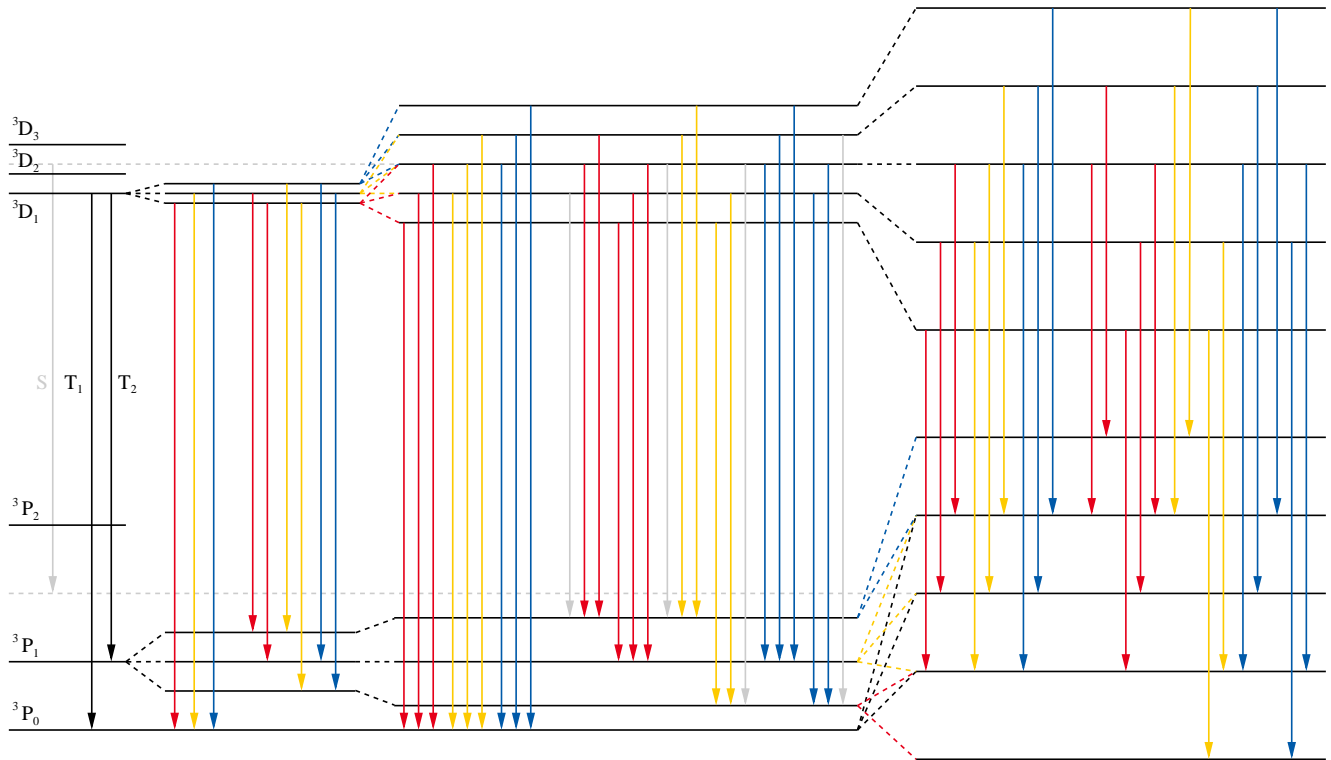 ³D₃
³D₂
³D₁
S T₁ T₂
³P₂
³P₁
³P₀